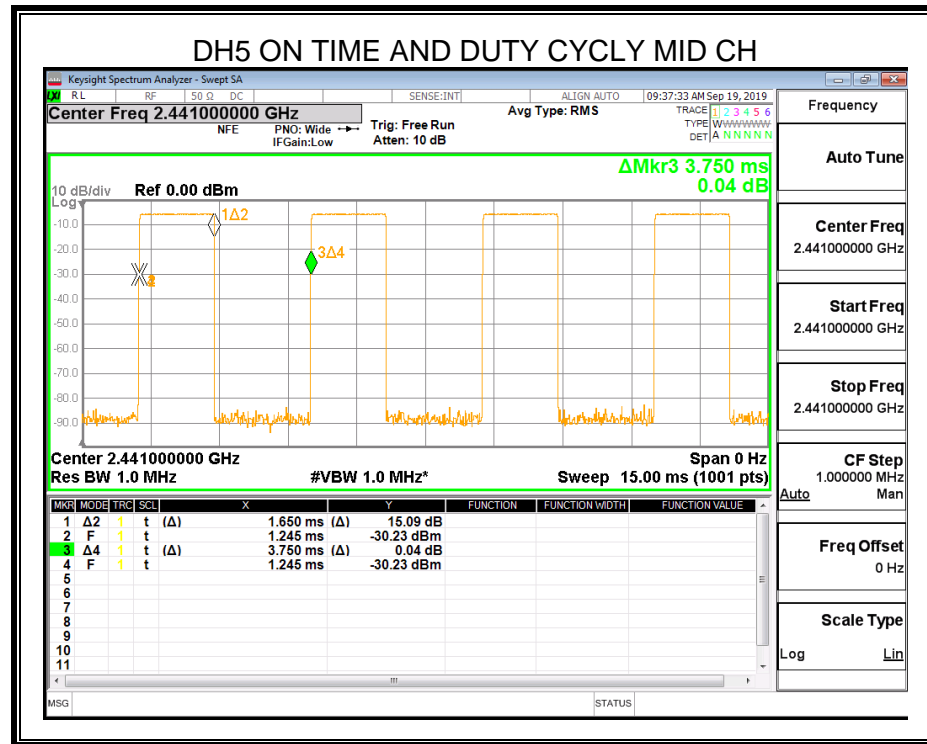 DH5 ON TIME AND DUTY CYCLY MID CH
Keysight Spectrum Analyzer - Swept SA
LXI RL RF 50 Ω DC SENSE:INT ALIGN AUTO 09:37:33 AM Sep 19, 2019
Center Freq 2.441000000 GHz
NFE
PNO: Wide
IFGain:Low
Trig: Free Run
Atten: 10 dB
Avg Type: RMS
TRACE 1 2 3 4 5 6
TYPE WWWWWW
DET A N N N N N
ΔMkr3 3.750 ms
0.04 dB
10 dB/div Ref 0.00 dBm
Log
-10.0
-20.0
-30.0
-40.0
-50.0
-60.0
-70.0
-80.0
-90.0
1Δ2
3Δ4
Center 2.441000000 GHz Span 0 Hz
Res BW 1.0 MHz #VBW 1.0 MHz* Sweep 15.00 ms (1001 pts)
MKR MODE TRC SCL X Y FUNCTION FUNCTION WIDTH FUNCTION VALUE
1 Δ2 1 t (Δ) 1.650 ms (Δ) 15.09 dB
2 F 1 t 1.245 ms -30.23 dBm
3 Δ4 1 t (Δ) 3.750 ms (Δ) 0.04 dB
4 F 1 t 1.245 ms -30.23 dBm
5
6
7
8
9
10
11
MSG STATUS
Frequency
Auto Tune
Center Freq
2.441000000 GHz
Start Freq
2.441000000 GHz
Stop Freq
2.441000000 GHz
CF Step
1.000000 MHz
Auto Man
Freq Offset
0 Hz
Scale Type
Log Lin